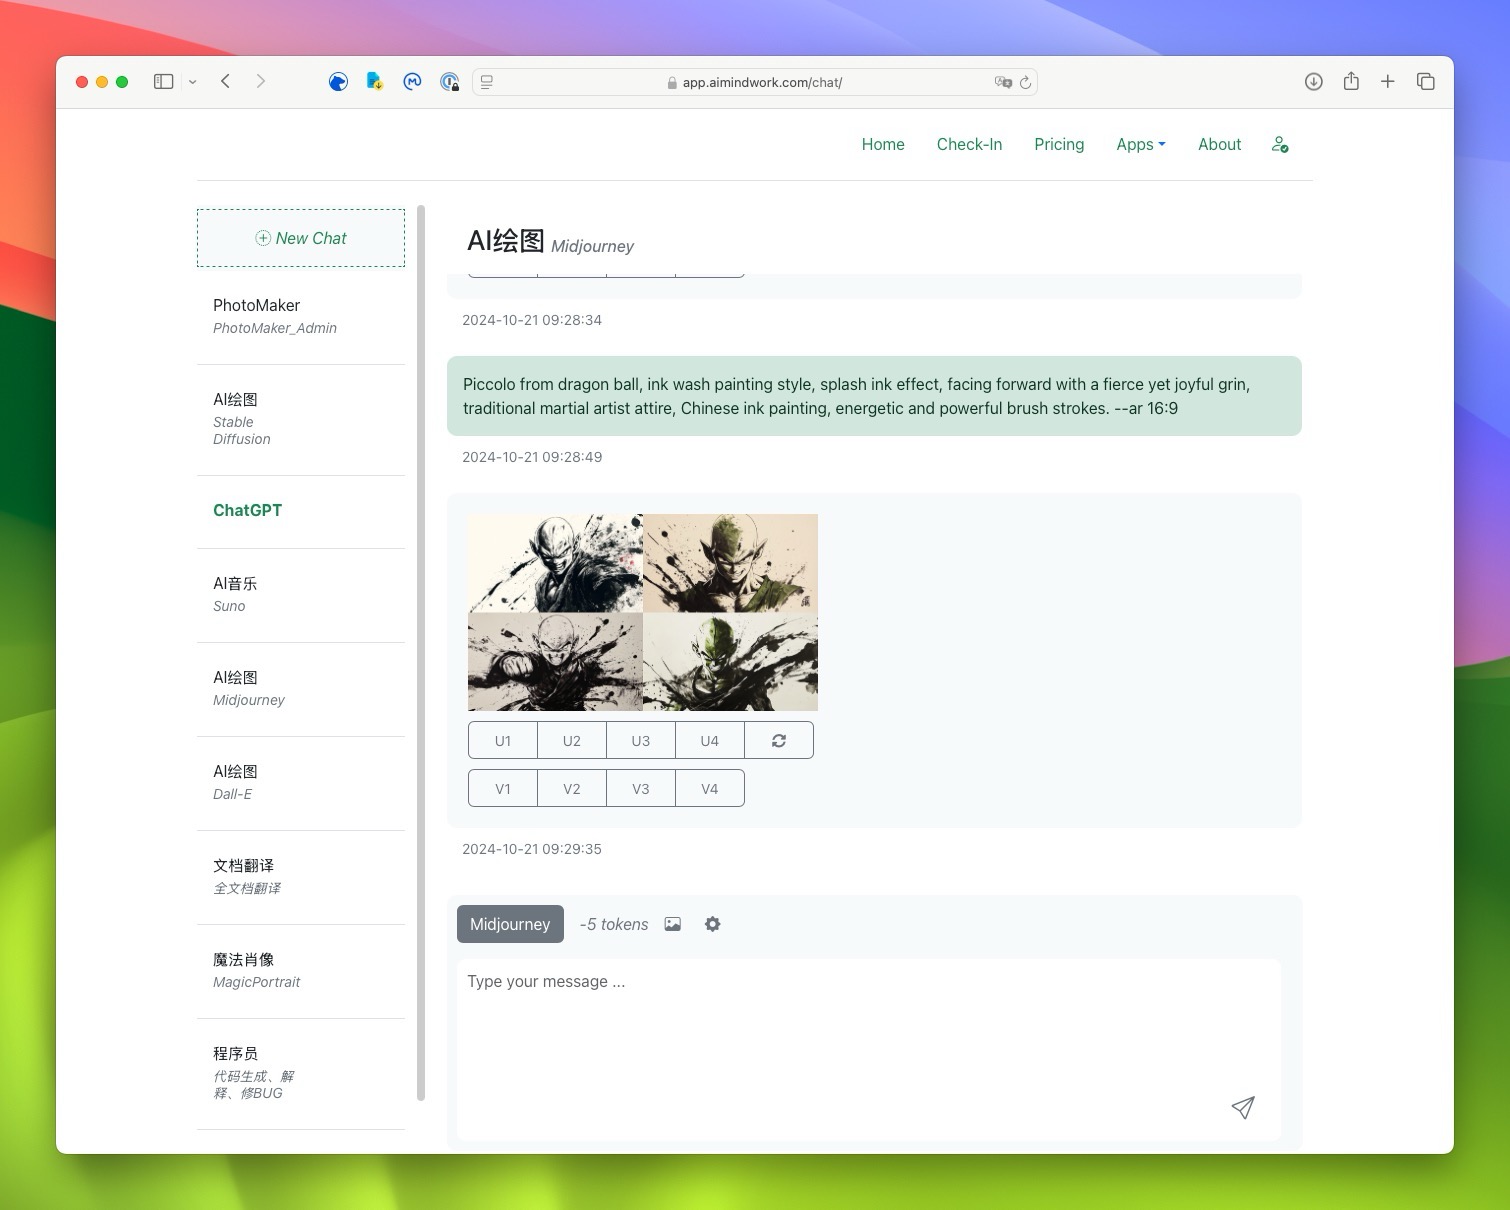 app.aimindwork.com/chat/
Home
Check-In
Pricing
Apps
About
New Chat
PhotoMaker
PhotoMaker_Admin
AI绘图
Stable
Diffusion
ChatGPT
AI音乐
Suno
AI绘图
Midjourney
AI绘图
Dall-E
文档翻译
全文档翻译
魔法肖像
MagicPortrait
程序员
代码生成、解
释、修BUG
AI绘图 Midjourney
2024-10-21 09:28:34
Piccolo from dragon ball, ink wash painting style, splash ink effect, facing forward with a fierce yet joyful grin,
traditional martial artist attire, Chinese ink painting, energetic and powerful brush strokes. --ar 16:9
2024-10-21 09:28:49
U1
U2
U3
U4
V1
V2
V3
V4
2024-10-21 09:29:35
Midjourney
-5 tokens
Type your message ...